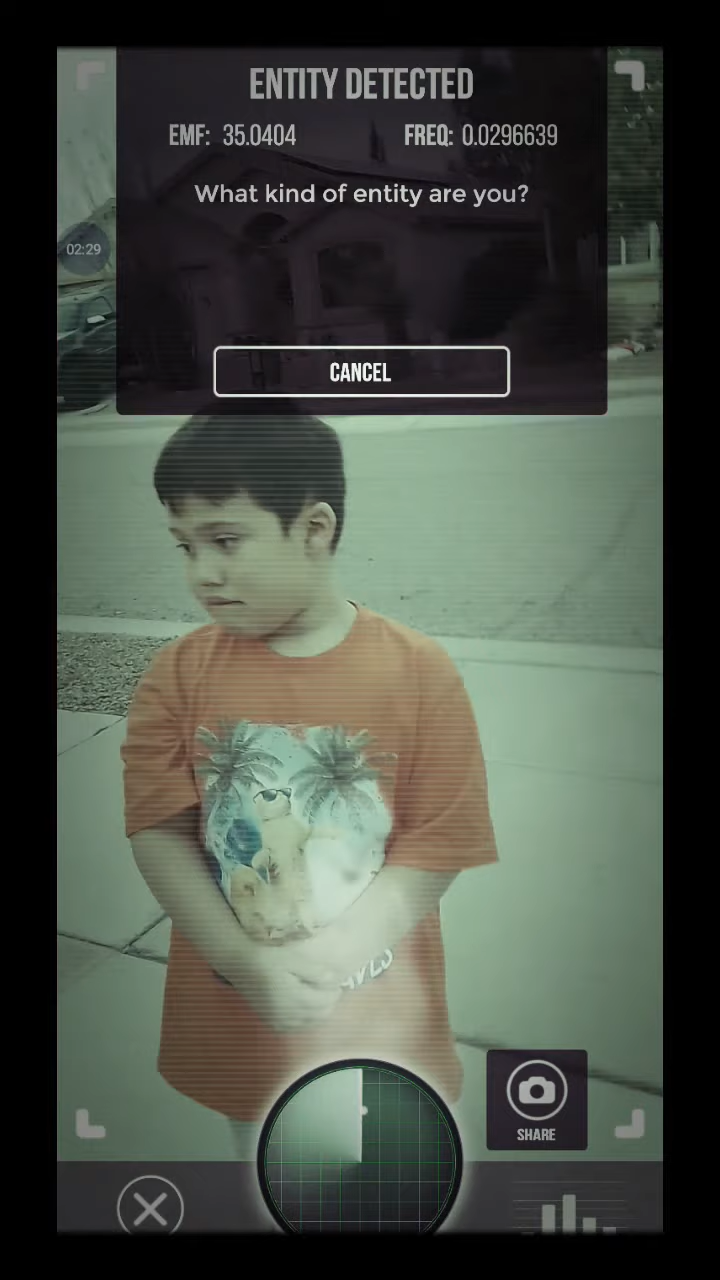 ENTITY DETECTED
EMF: 35.0404 FREQ: 0.0296639
What kind of entity are you?
02:29
CANCEL
SHARE